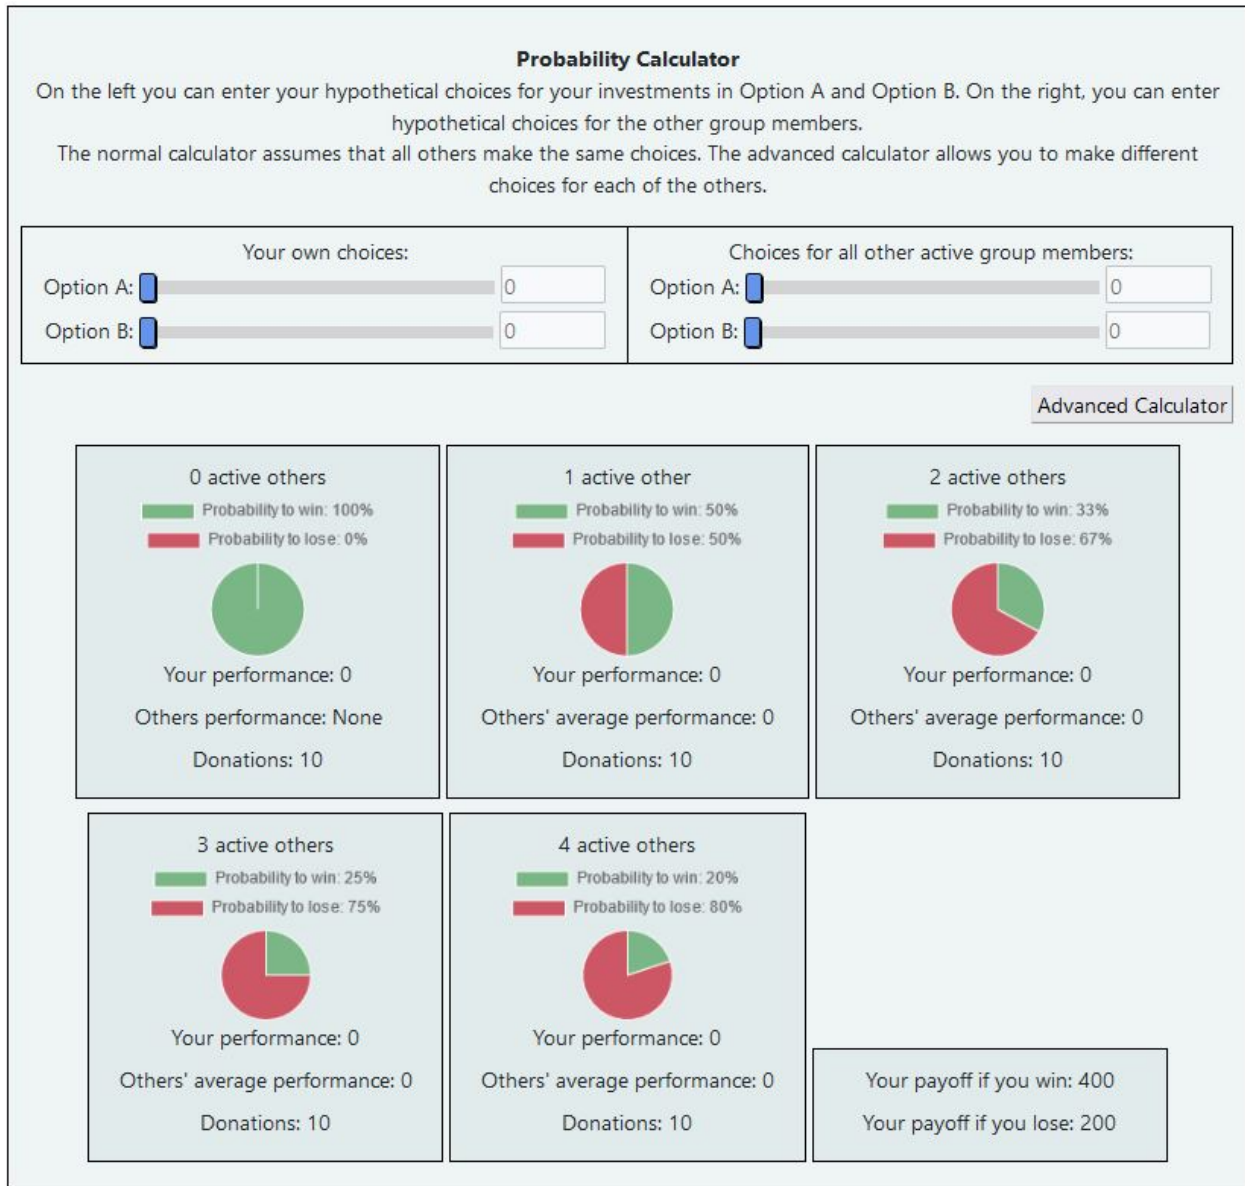 Probability Calculator
On the left you can enter your hypothetical choices for your investments in Option A and Option B. On the right, you can enter
hypothetical choices for the other group members.
The normal calculator assumes that all others make the same choices. The advanced calculator allows you to make different
choices for each of the others.
Your own choices:
Option A: 0
Option B: 0
Choices for all other active group members:
Option A: 0
Option B: 0
Advanced Calculator
0 active others
Probability to win: 100%
Probability to lose: 0%
Your performance: 0
Others performance: None
Donations: 10
1 active other
Probability to win: 50%
Probability to lose: 50%
Your performance: 0
Others' average performance: 0
Donations: 10
2 active others
Probability to win: 33%
Probability to lose: 67%
Your performance: 0
Others' average performance: 0
Donations: 10
3 active others
Probability to win: 25%
Probability to lose: 75%
Your performance: 0
Others' average performance: 0
Donations: 10
4 active others
Probability to win: 20%
Probability to lose: 80%
Your performance: 0
Others' average performance: 0
Donations: 10
Your payoff if you win: 400
Your payoff if you lose: 200